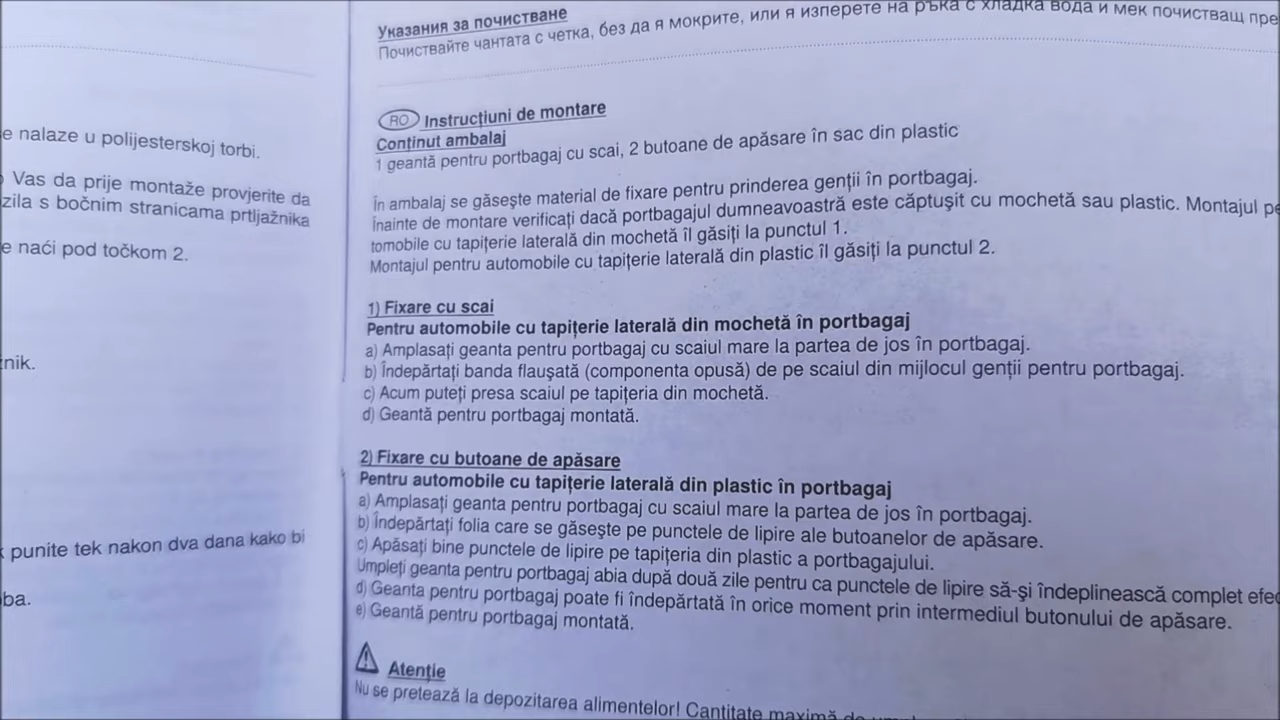 e nalaze u polijesterskoj torbi.
Vas da prije montaže provjerite da
zila s bočnim stranicama prtljažnika
e naći pod točkom 2.
nik.
punite tek nakon dva dana kako bi
ba.
Указания за почистване
Почиствайте чантата с четка, без да я мокрите, или я изперете на ръка с хладка вода и мек почистващ пре
RO Instrucțiuni de montare
Conținut ambalaj
1 geantă pentru portbagaj cu scai, 2 butoane de apăsare în sac din plastic
În ambalaj se găsește material de fixare pentru prinderea genții în portbagaj.
Înainte de montare verificați dacă portbagajul dumneavoastră este căptușit cu mochetă sau plastic. Montajul pe
tomobile cu tapițerie laterală din mochetă îl găsiți la punctul 1.
Montajul pentru automobile cu tapițerie laterală din plastic îl găsiți la punctul 2.
1) Fixare cu scai
Pentru automobile cu tapițerie laterală din mochetă în portbagaj
a) Amplasați geanta pentru portbagaj cu scaiul mare la partea de jos în portbagaj.
b) Îndepărtați banda flaușată (componenta opusă) de pe scaiul din mijlocul genții pentru portbagaj.
c) Acum puteți presa scaiul pe tapițeria din mochetă.
d) Geantă pentru portbagaj montată.
2) Fixare cu butoane de apăsare
Pentru automobile cu tapițerie laterală din plastic în portbagaj
a) Amplasați geanta pentru portbagaj cu scaiul mare la partea de jos în portbagaj.
b) Îndepărtați folia care se găsește pe punctele de lipire ale butoanelor de apăsare.
c) Apăsați bine punctele de lipire pe tapițeria din plastic a portbagajului.
Umpleți geanta pentru portbagaj abia după două zile pentru ca punctele de lipire să-și îndeplinească complet efec
d) Geanta pentru portbagaj poate fi îndepărtată în orice moment prin intermediul butonului de apăsare.
e) Geantă pentru portbagaj montată.
Atenție
Nu se pretează la depozitarea alimentelor! Cantitate maximă de